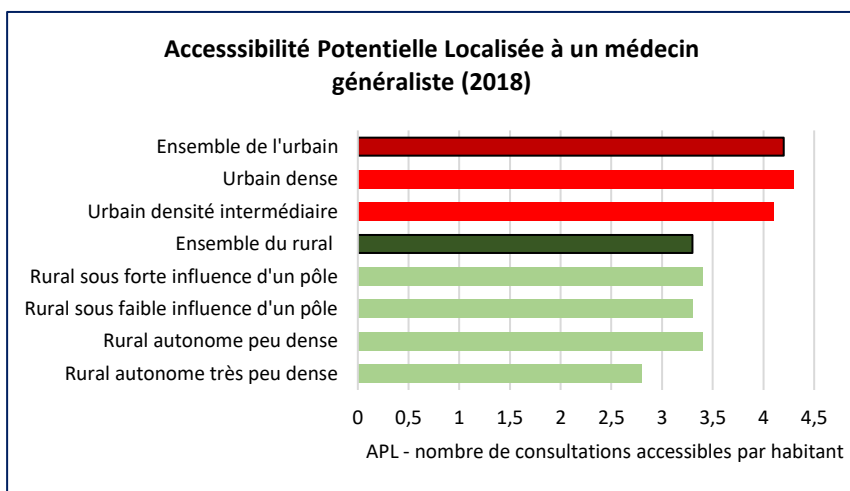 Accesssibilité Potentielle Localisée à un médecin
généraliste (2018)
Ensemble de l'urbain
Urbain dense
Urbain densité intermédiaire
Ensemble du rural
Rural sous forte influence d'un pôle
Rural sous faible influence d'un pôle
Rural autonome peu dense
Rural autonome très peu dense
0 0,5 1 1,5 2 2,5 3 3,5 4 4,5
APL - nombre de consultations accessibles par habitant